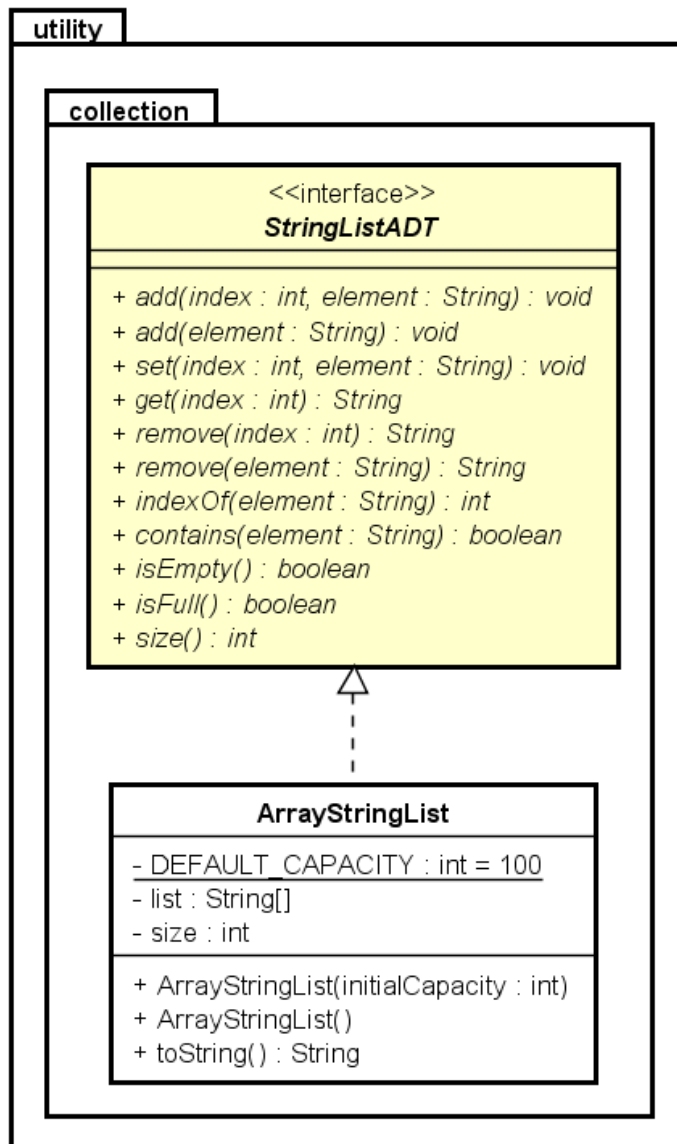 utility
collection
<<interface>>
StringListADT
+ add(index : int, element : String) : void
+ add(element : String) : void
+ set(index : int, element : String) : void
+ get(index : int) : String
+ remove(index : int) : String
+ remove(element : String) : String
+ indexOf(element : String) : int
+ contains(element : String) : boolean
+ isEmpty() : boolean
+ isFull() : boolean
+ size() : int
ArrayStringList
- DEFAULT_CAPACITY : int = 100
- list : String[]
- size : int
+ ArrayStringList(initialCapacity : int)
+ ArrayStringList()
+ toString() : String